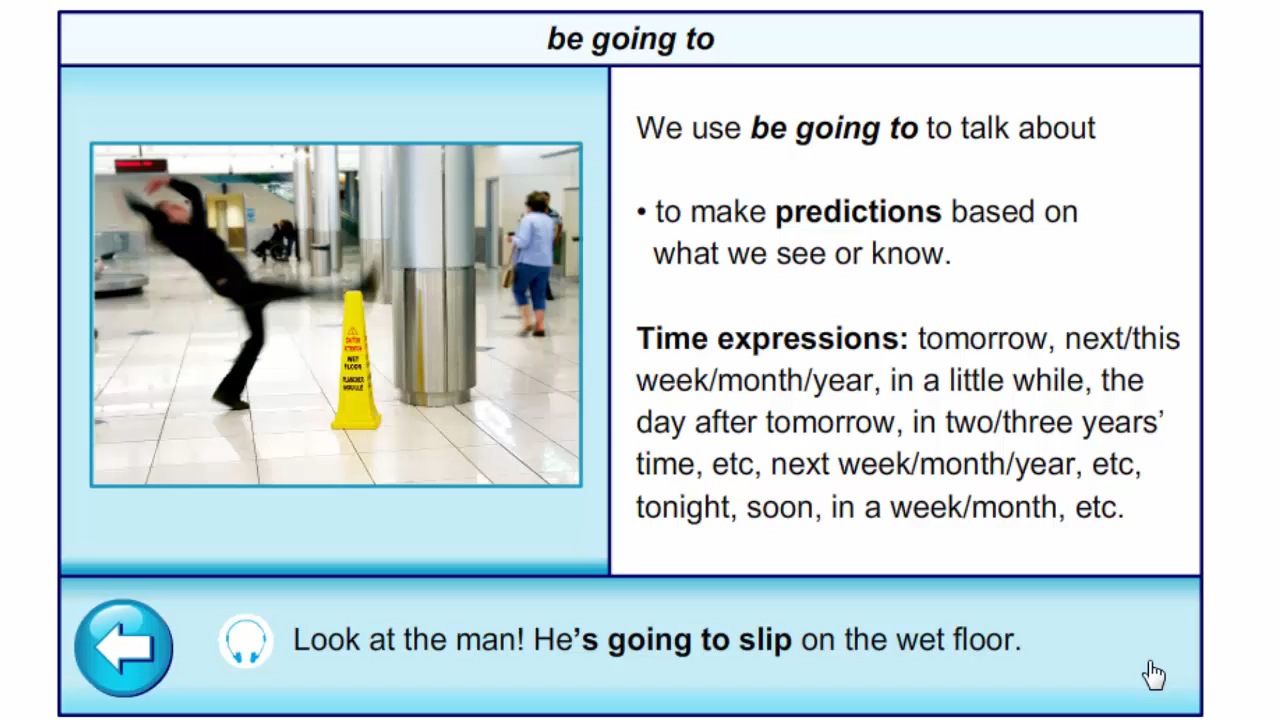 be going to
We use be going to to talk about
• to make predictions based on
what we see or know.
Time expressions: tomorrow, next/this
week/month/year, in a little while, the
day after tomorrow, in two/three years’
time, etc, next week/month/year, etc,
tonight, soon, in a week/month, etc.
WET
FLOOR
Look at the man! He’s going to slip on the wet floor.